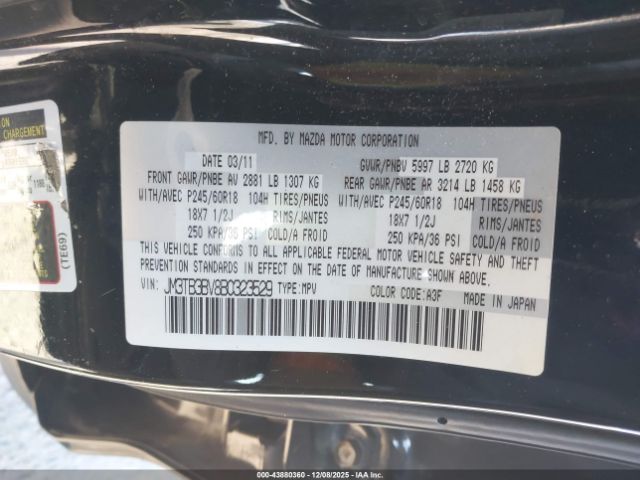 ON
CHARGEMENT
(TE69)
MFD. BY MAZDA MOTOR CORPORATION
DATE 03/11 GVWR/PNBV 5997 LB 2720 KG
FRONT GAWR/PNBE AV 2881 LB 1307 KG REAR GAWR/PNBE AR 3214 LB 1458 KG
WITH/AVEC P245/60R18 104H TIRES/PNEUS WITH/AVEC P245/60R18 104H TIRES/PNEUS
18X7 1/2J RIMS/JANTES 18X7 1/2J RIMS/JANTES
250 KPA/36 PSI COLD/A FROID 250 KPA/36 PSI COLD/A FROID
THIS VEHICLE CONFORMS TO ALL APPLICABLE FEDERAL MOTOR VEHICLE SAFETY AND THEFT
PREVENTION STANDARDS IN EFFECT ON THE DATE OF MANUFACTURE SHOWN ABOVE.
VIN: JM3TB3BV8B0323529 TYPE:MPV COLOR CODE:A3F MADE IN JAPAN
000-43880360 - 12/08/2025 - IAAI.COM